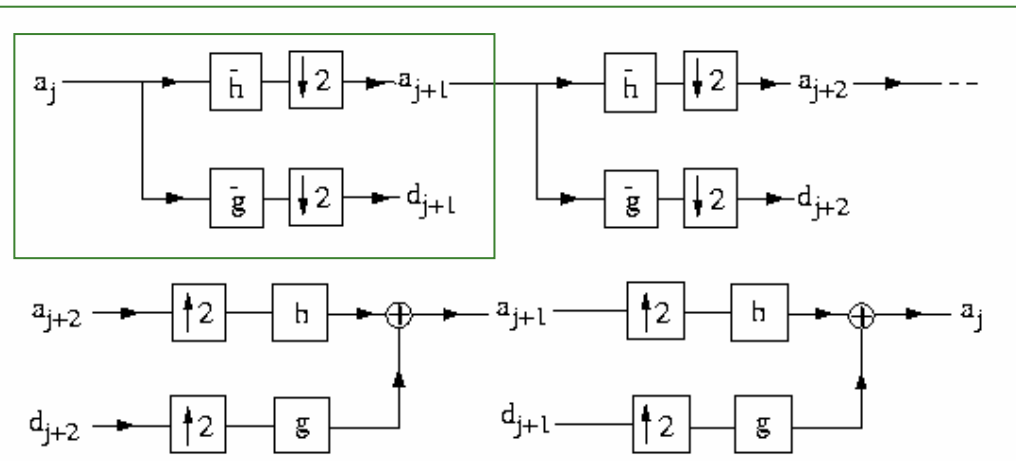 a_j h̄ ↓2 a_{j+1} h̄ ↓2 a_{j+2} --
ḡ ↓2 d_{j+1} ḡ ↓2 d_{j+2}
a_{j+2} ↑2 h a_{j+1} ↑2 h a_j
d_{j+2} ↑2 g d_{j+1} ↑2 g